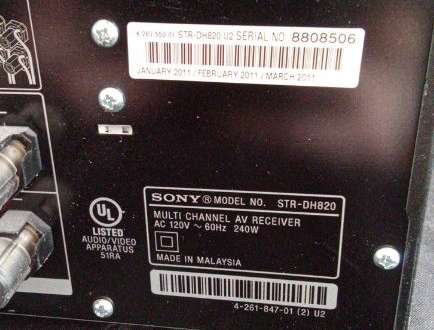 STR-DH820 U2 SERIAL NO 8808506
JANUARY 2011 / FEBRUARY 2011 / MARCH 2011
SONY® MODEL NO. STR-DH820
MULTI CHANNEL AV RECEIVER
AC 120V ~ 60Hz 240W
MADE IN MALAYSIA
UL
LISTED
AUDIO/VIDEO
APPARATUS
51RA
4-261-847-01 (2) U2